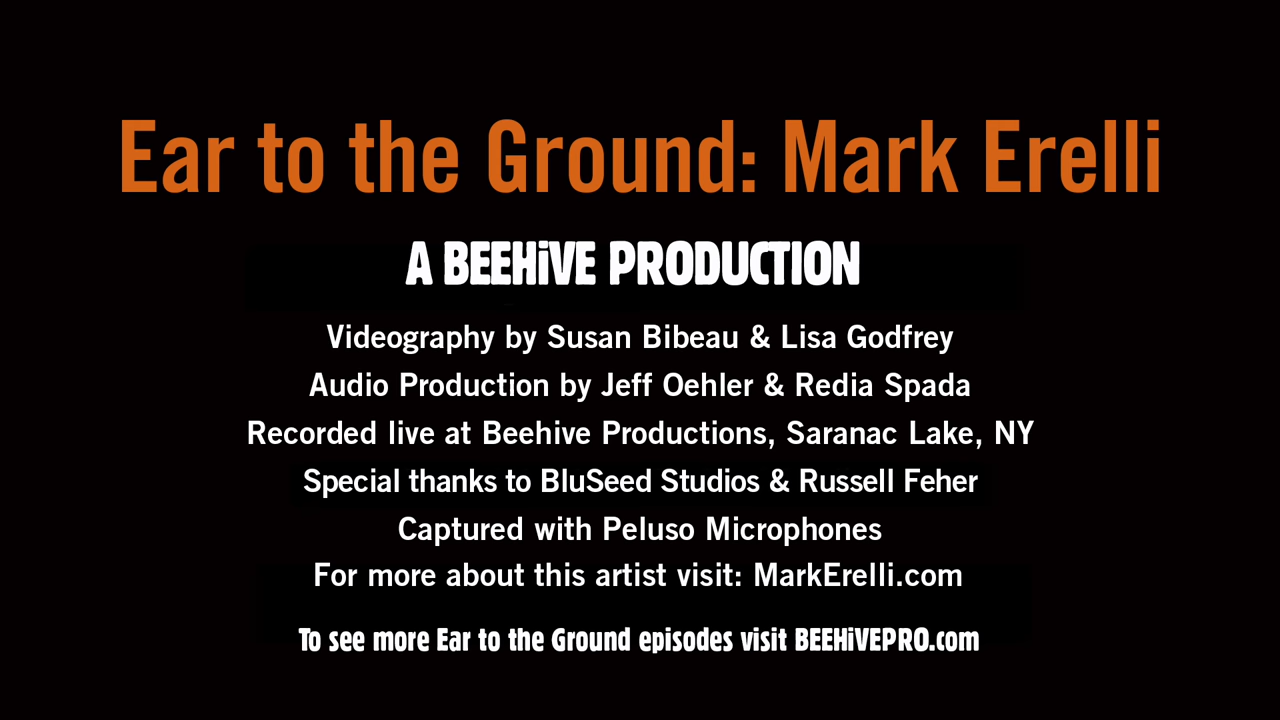 Ear to the Ground: Mark Erelli
A BEEHiVE PRODUCTION
Videography by Susan Bibeau & Lisa Godfrey
Audio Production by Jeff Oehler & Redia Spada
Recorded live at Beehive Productions, Saranac Lake, NY
Special thanks to BluSeed Studios & Russell Feher
Captured with Peluso Microphones
For more about this artist visit: MarkErelli.com
To see more Ear to the Ground episodes visit BEEHiVEPRO.com